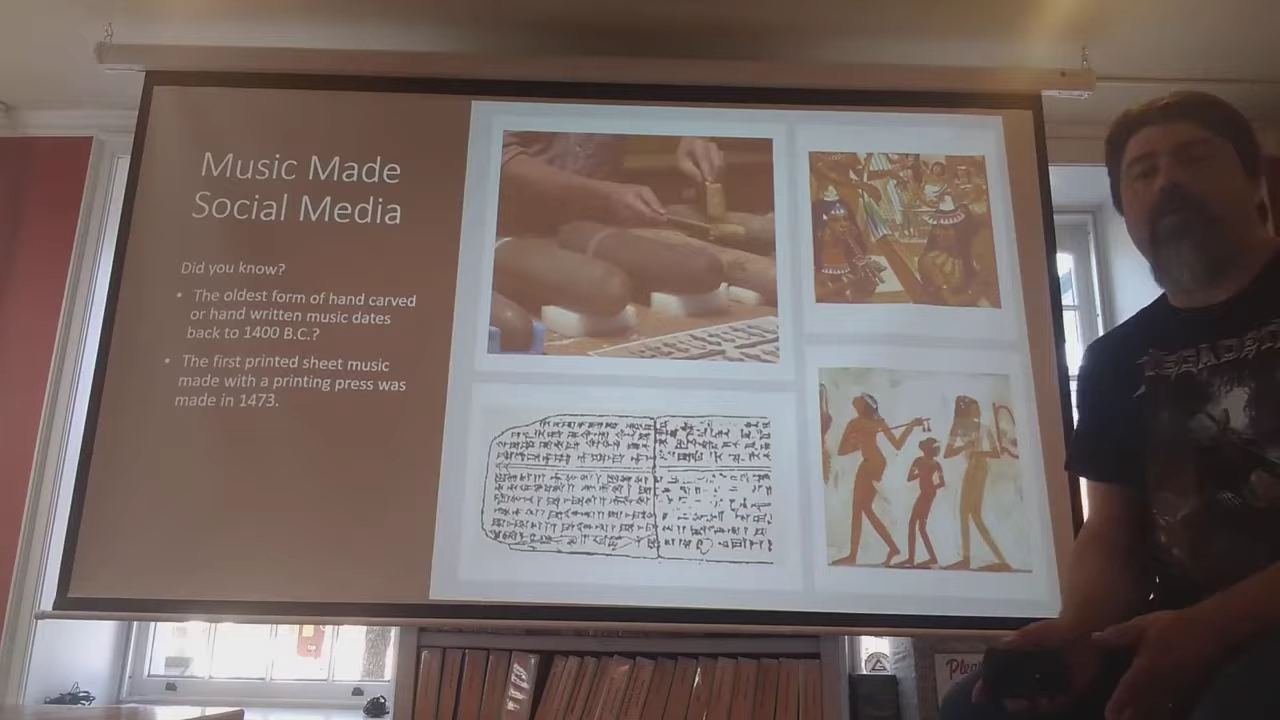 Music Made
Social Media
Did you know?
• The oldest form of hand carved
or hand written music dates
back to 1400 B.C.?
• The first printed sheet music
made with a printing press was
made in 1473.
MEGADETH